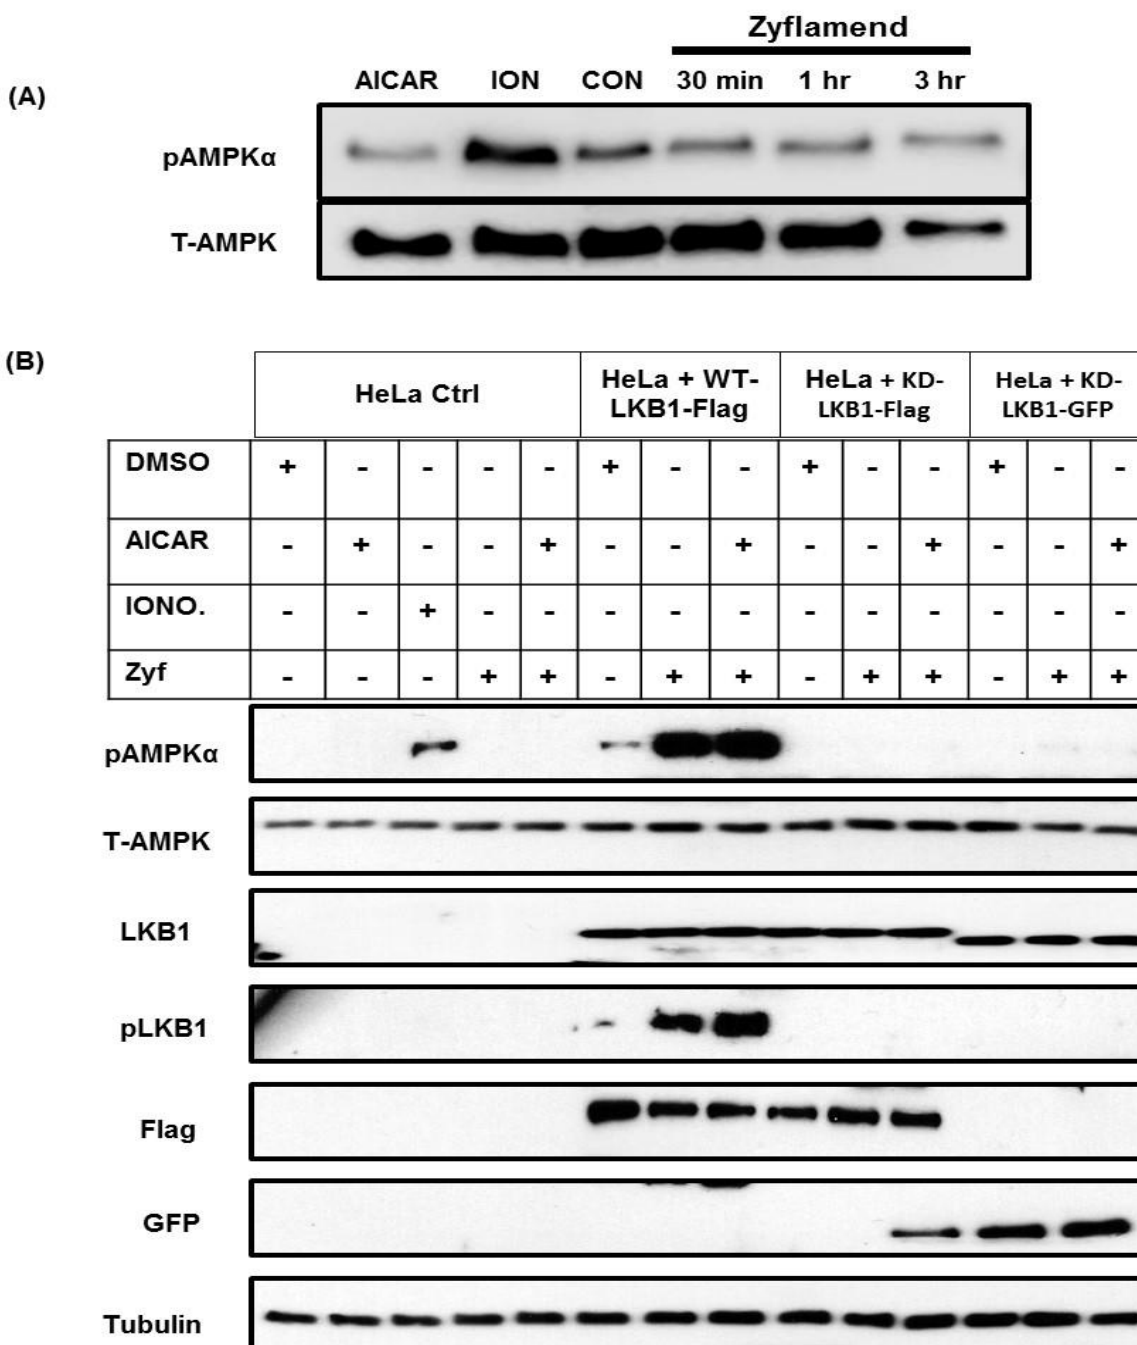 Zyflamend
(A)
AICAR ION CON 30 min 1 hr 3 hr
pAMPKα
T-AMPK
(B)
HeLa Ctrl
HeLa + WT-
LKB1-Flag
HeLa + KD-
LKB1-Flag
HeLa + KD-
LKB1-GFP
DMSO + - - - - + - - + - - + - -
AICAR - + - - + - - + - - + - - +
IONO. - - + - - - - - - - - - - -
Zyf - - - + + - + + - + + - + +
pAMPKα
T-AMPK
LKB1
pLKB1
Flag
GFP
Tubulin